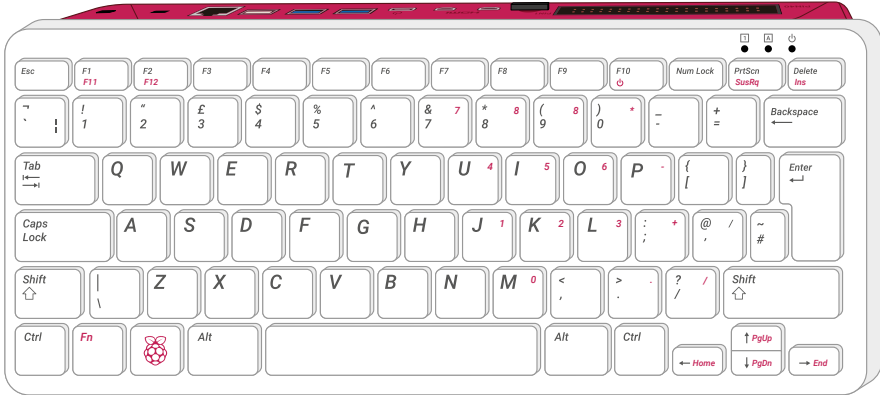 1 A
Esc F1 F2 F3 F4 F5 F6 F7 F8 F9 F10 Num Lock PrtScn Delete
F11 F12 SusRq Ins
¬ ! " £ $ % ^ & 7 * 8 ( 8 ) * _ + Backspace
` ¦ 1 2 3 4 5 6 7 8 9 0 - =
Tab Q W E R T Y U 4 I 5 O 6 P - { } Enter
[ ]
Caps A S D F G H J 1 K 2 L 3 : + @ / ~
Lock ; ' #
Shift | Z X C V B N M 0 < > . ? / Shift
\ , . /
Ctrl Fn Alt Alt Ctrl ↑ PgUp
← Home ↓ PgDn → End